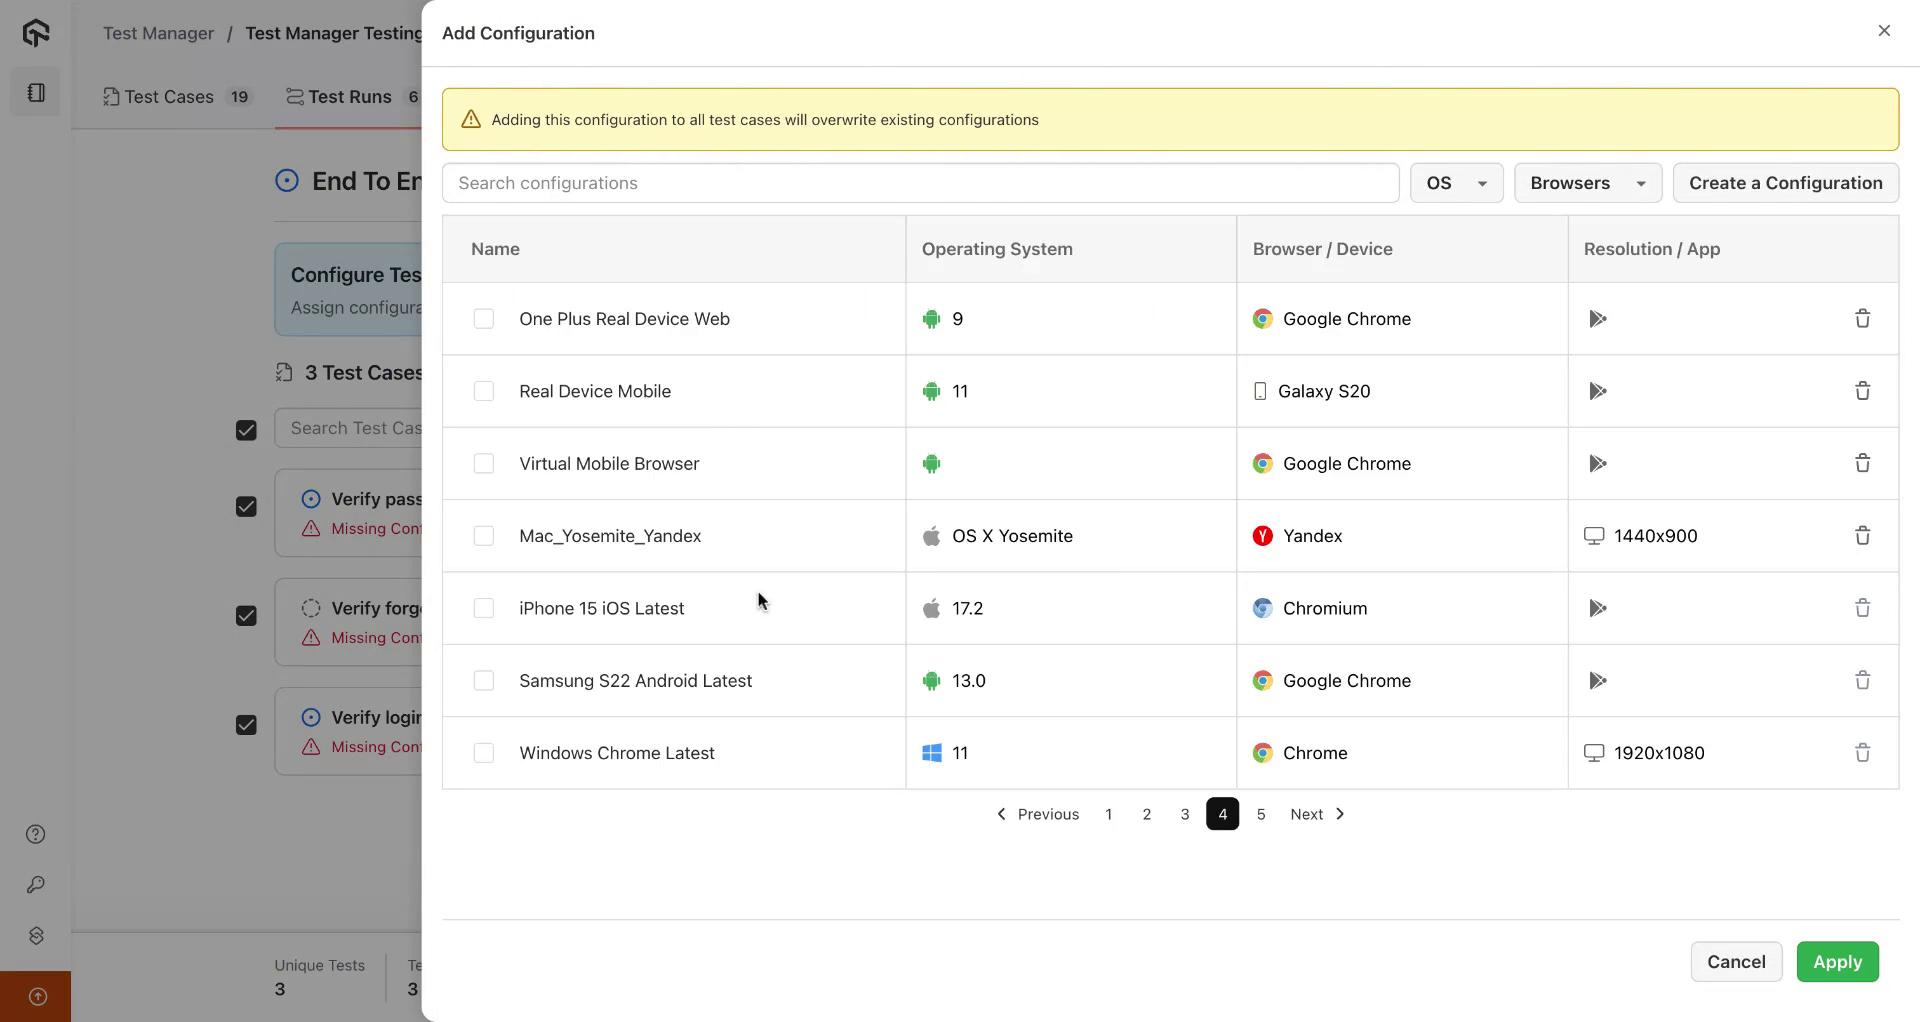 Test Manager / Test Manager Testing
Test Cases 19 Test Runs 6
End To En
Configure Tes
Assign configura
3 Test Cases
Search Test Cas
Verify pass
Missing Con
Verify forg
Missing Con
Verify login
Missing Con
Unique Tests
3
Te
3
Add Configuration
Adding this configuration to all test cases will overwrite existing configurations
Search configurations OS Browsers Create a Configuration
Name Operating System Browser / Device Resolution / App
One Plus Real Device Web 9 Google Chrome
Real Device Mobile 11 Galaxy S20
Virtual Mobile Browser Google Chrome
Mac_Yosemite_Yandex OS X Yosemite Yandex 1440x900
iPhone 15 iOS Latest 17.2 Chromium
Samsung S22 Android Latest 13.0 Google Chrome
Windows Chrome Latest 11 Chrome 1920x1080
Previous 1 2 3 4 5 Next
Cancel Apply